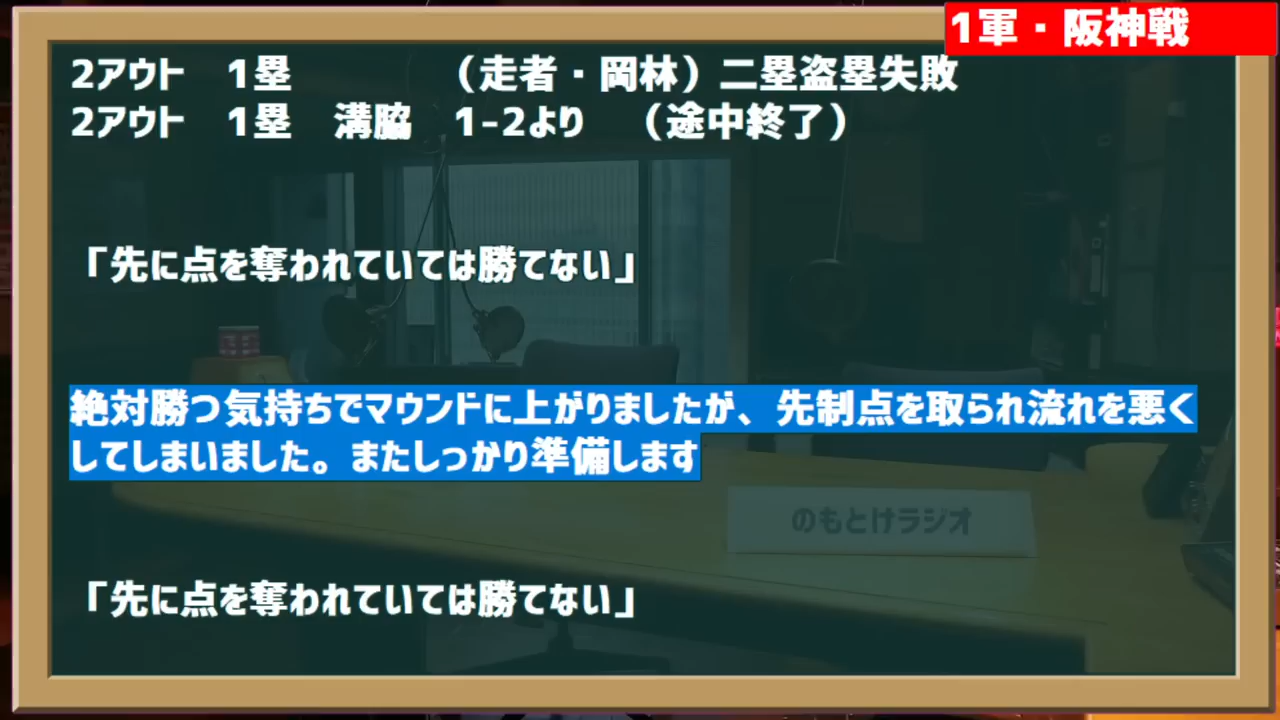 1軍・阪神戦
2アウト 1塁 （走者・岡林）二塁盗塁失敗
2アウト 1塁 溝脇 1-2より （途中終了）
「先に点を奪われていては勝てない」
絶対勝つ気持ちでマウンドに上がりましたが、先制点を取られ流れを悪く
してしまいました。またしっかり準備します
のもとけラジオ
「先に点を奪われていては勝てない」